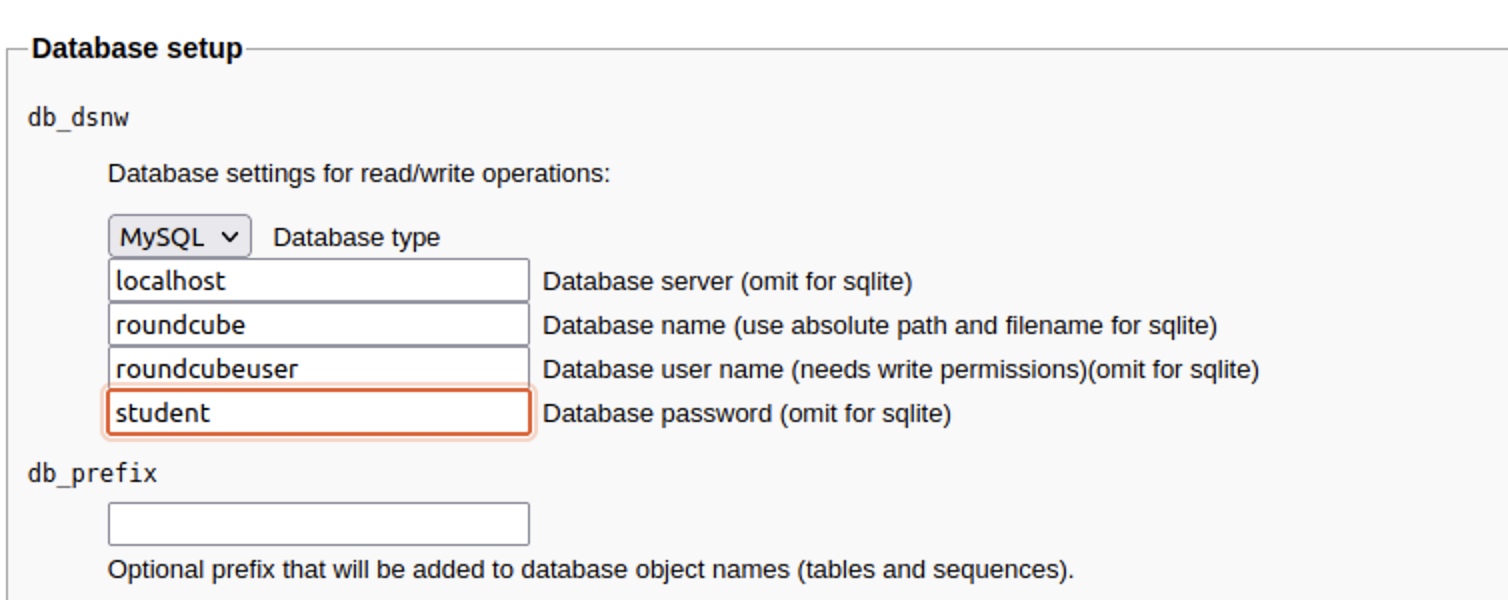 Database setup
db_dsnw
Database settings for read/write operations:
MySQL Database type
localhost Database server (omit for sqlite)
roundcube Database name (use absolute path and filename for sqlite)
roundcubeuser Database user name (needs write permissions)(omit for sqlite)
student Database password (omit for sqlite)
db_prefix
Optional prefix that will be added to database object names (tables and sequences).